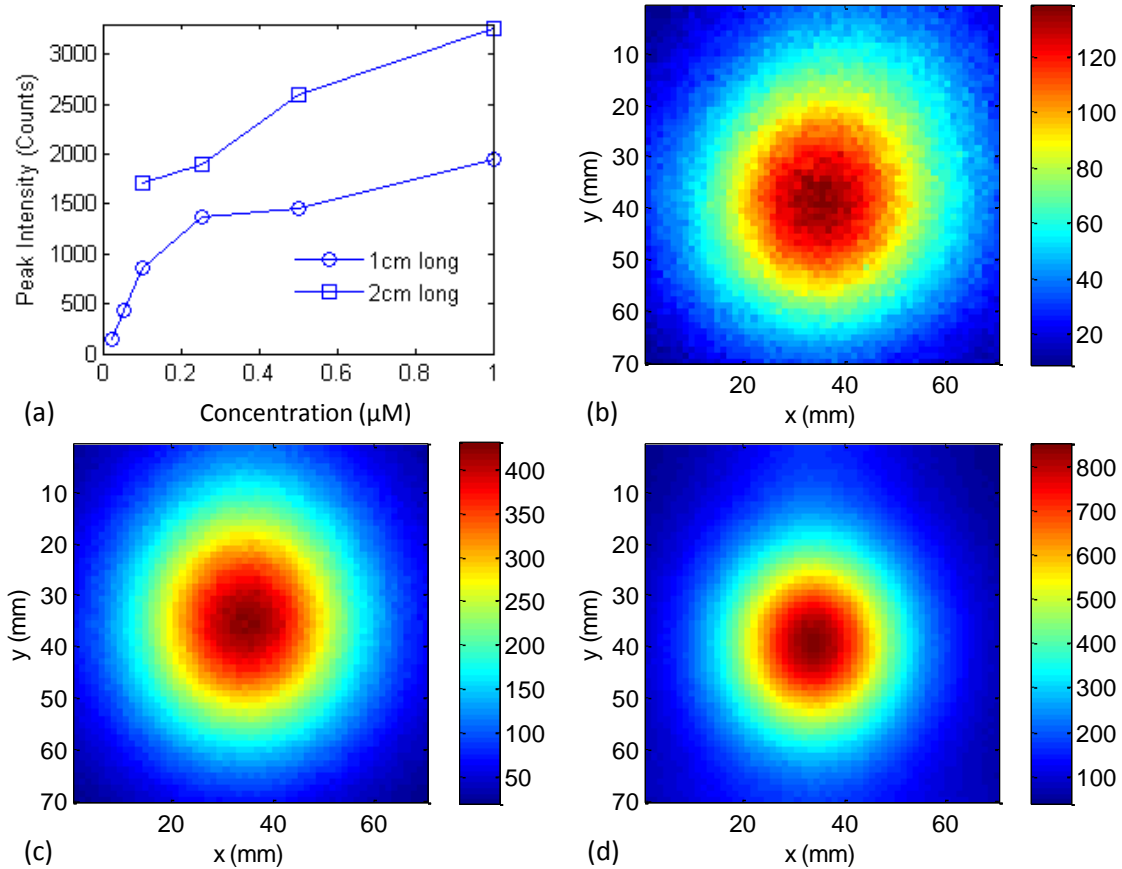 Peak Intensity (Counts)
3000
2500
2000
1500
1000
500
0
0 0.2 0.4 0.6 0.8 1
1cm long
2cm long
(a)
Concentration (µM)
y (mm)
10
20
30
40
50
60
70
20 40 60
x (mm)
(b)
120
100
80
60
40
20
y (mm)
10
20
30
40
50
60
70
20 40 60
x (mm)
(c)
400
350
300
250
200
150
100
50
y (mm)
10
20
30
40
50
60
70
20 40 60
x (mm)
(d)
800
700
600
500
400
300
200
100